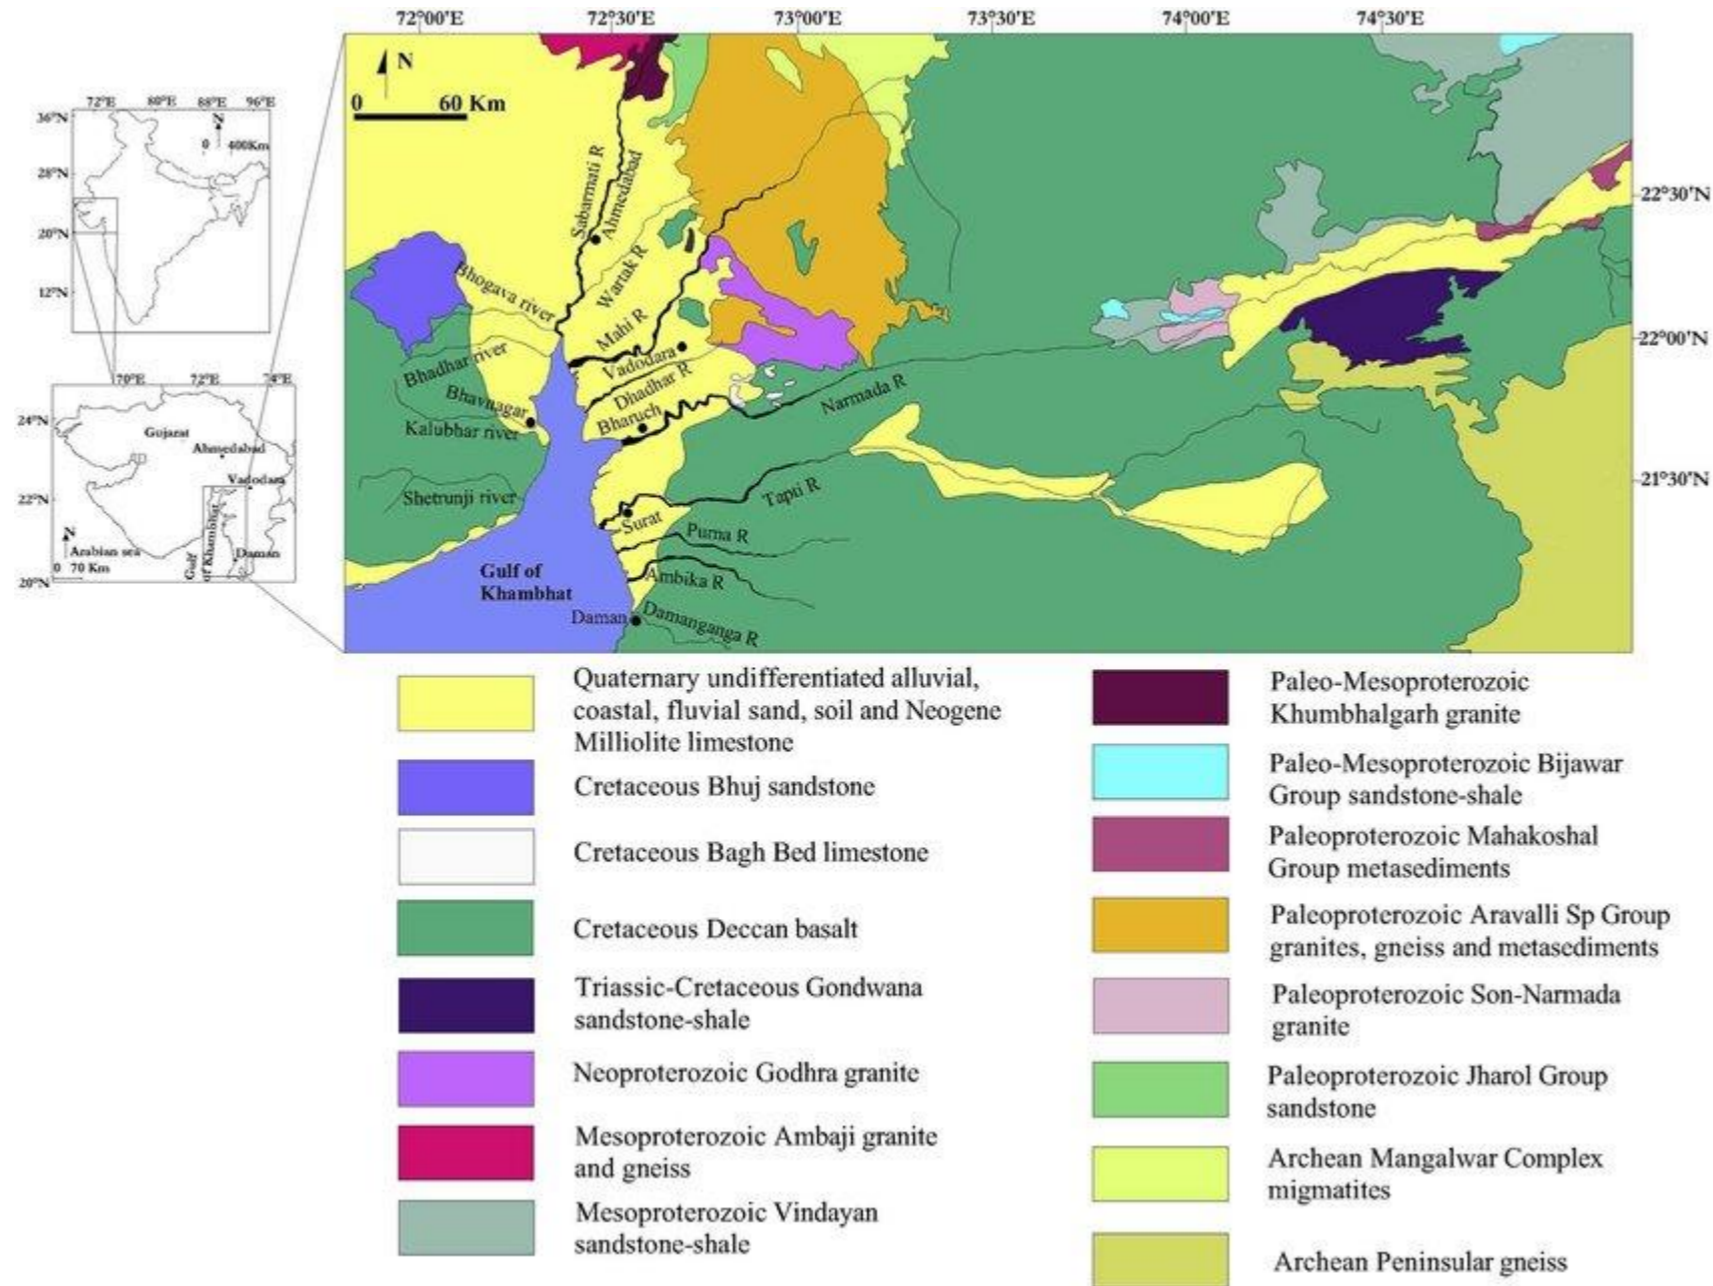 72°00'E
72°30'E
73°00'E
73°30'E
74°00'E
74°30'E
N
0 60 Km
22°30'N
22°00'N
21°30'N
72°E
80°E
88°E
96°E
36°N
28°N
20°N
12°N
Z
0 400Km
70°E
72°E
74°E
24°N
22°N
20°N
Gujarat
Ahmedabad
Vadodara
Daman
Gulf
of Khambhat
Z
Arabian sea
0 70 Km
Sabarmati R
Ahmedabad
Wartak R
Bhogava river
Mahi R
Bhadhar river
Vadodara
Dhadhar R
Bhavnagar
Bharuch
Kalubhar river
Narmada R
Shetrunji river
Tapti R
Surat
Purna R
Ambika R
Gulf of
Khambhat
Daman
Damanganga R
Quaternary undifferentiated alluvial,
coastal, fluvial sand, soil and Neogene
Milliolite limestone
Cretaceous Bhuj sandstone
Cretaceous Bagh Bed limestone
Cretaceous Deccan basalt
Triassic-Cretaceous Gondwana
sandstone-shale
Neoproterozoic Godhra granite
Mesoproterozoic Ambaji granite
and gneiss
Mesoproterozoic Vindayan
sandstone-shale
Paleo-Mesoproterozoic
Khumbhalgarh granite
Paleo-Mesoproterozoic Bijawar
Group sandstone-shale
Paleoproterozoic Mahakoshal
Group metasediments
Paleoproterozoic Aravalli Sp Group
granites, gneiss and metasediments
Paleoproterozoic Son-Narmada
granite
Paleoproterozoic Jharol Group
sandstone
Archean Mangalwar Complex
migmatites
Archean Peninsular gneiss